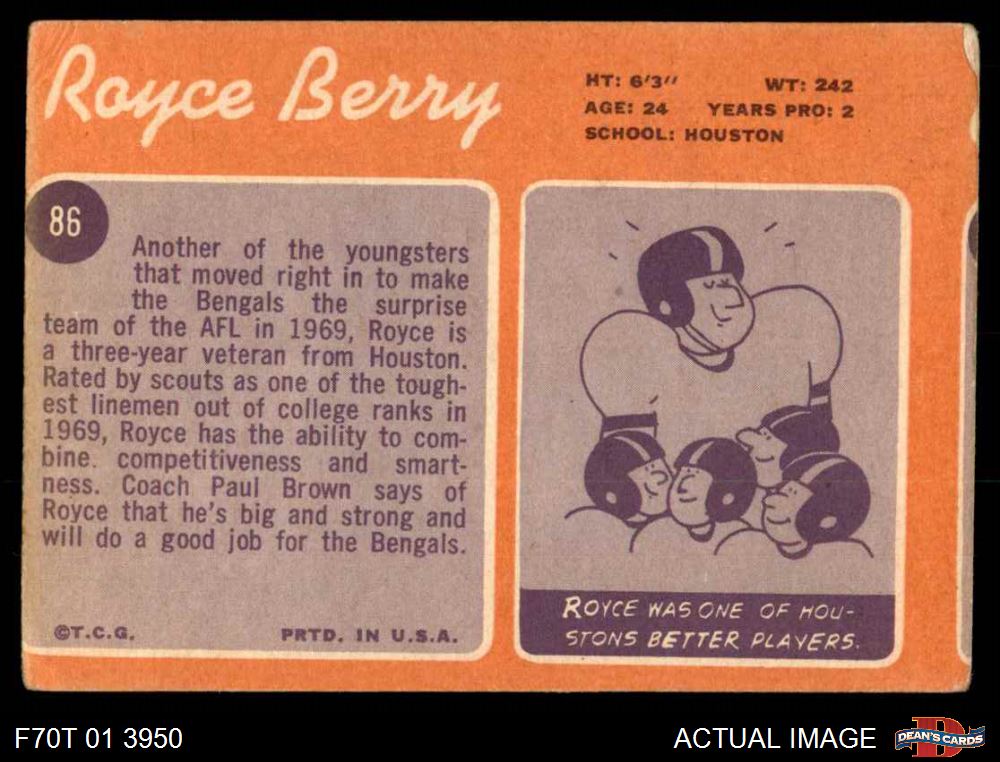 Royce Berry
HT: 6'3" WT: 242
AGE: 24 YEARS PRO: 2
SCHOOL: HOUSTON
86
Another of the youngsters
that moved right in to make
the Bengals the surprise
team of the AFL in 1969, Royce is
a three-year veteran from Houston.
Rated by scouts as one of the tough-
est linemen out of college ranks in
1969, Royce has the ability to com-
bine. competitiveness and smart-
ness. Coach Paul Brown says of
Royce that he's big and strong and
will do a good job for the Bengals.
©T.C.G. PRTD. IN U.S.A.
ROYCE WAS ONE OF HOU-
STONS BETTER PLAYERS.
F70T 01 3950
ACTUAL IMAGE
D
DEAN'S CARDS